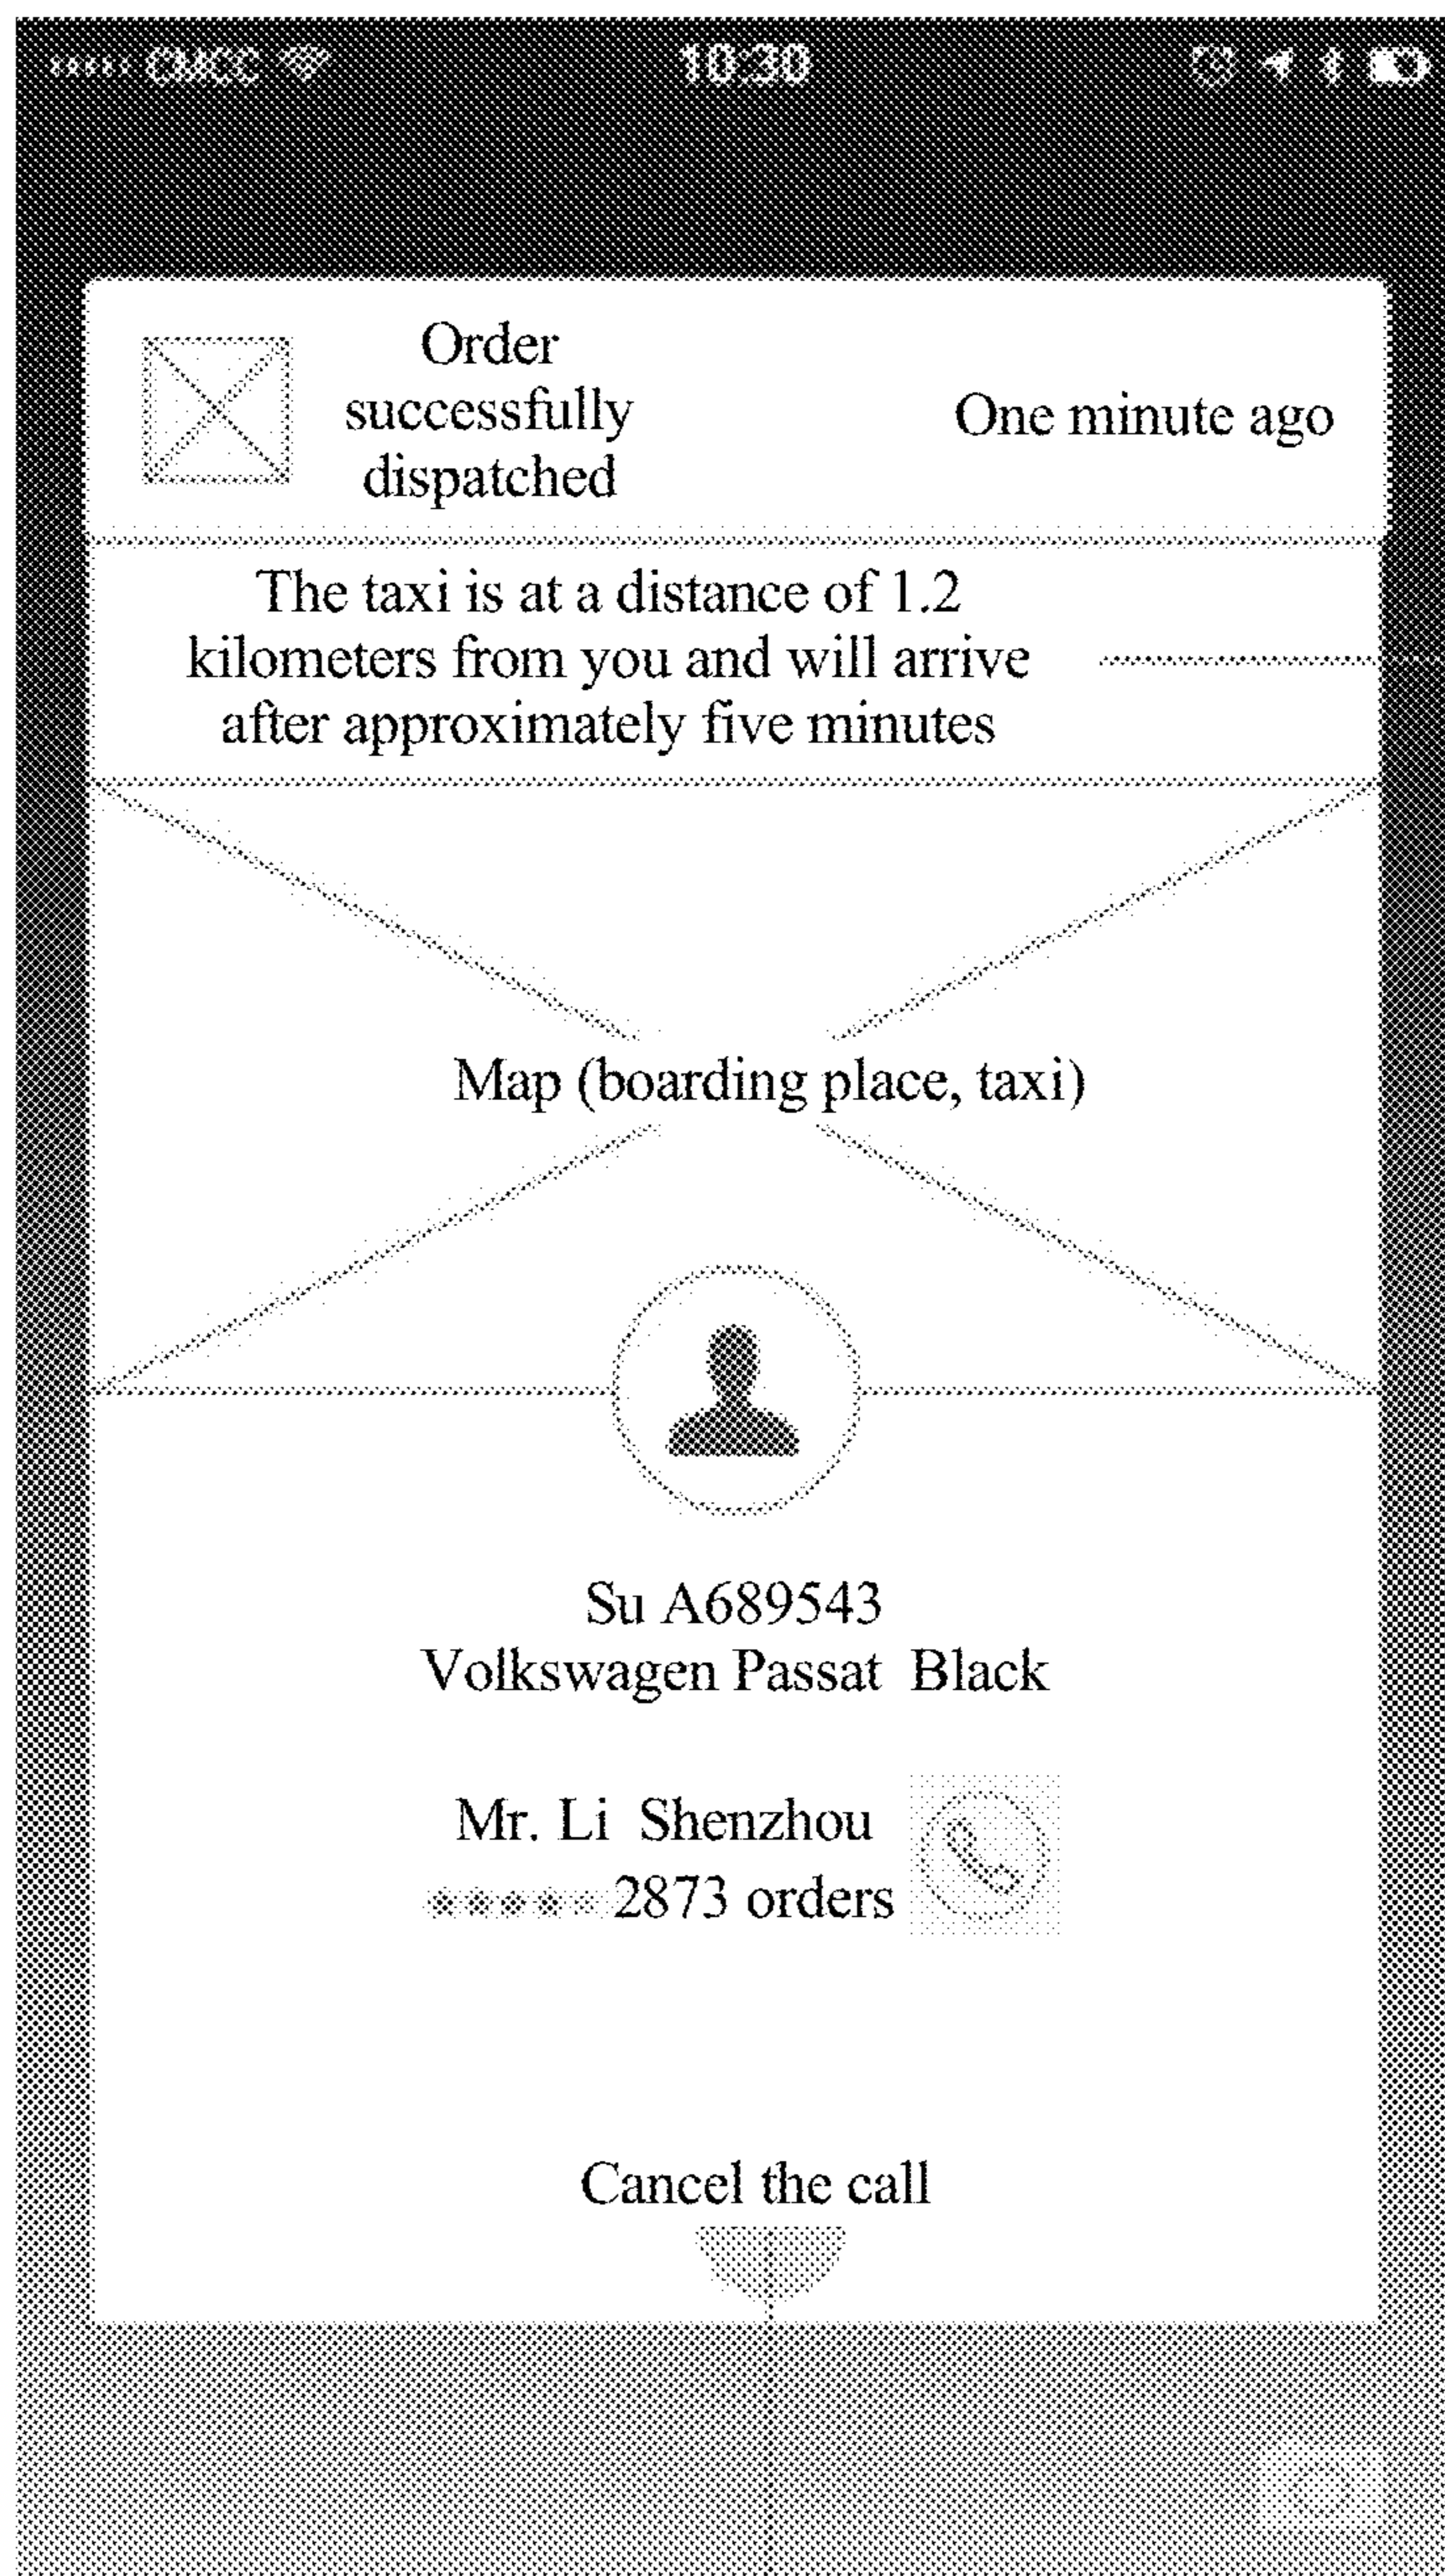 CMCC
10:30
Order
successfully
dispatched
One minute ago
The taxi is at a distance of 1.2
kilometers from you and will arrive
after approximately five minutes
Map (boarding place, taxi)
Su A689543
Volkswagen Passat Black
Mr. Li Shenzhou
2873 orders
Cancel the call